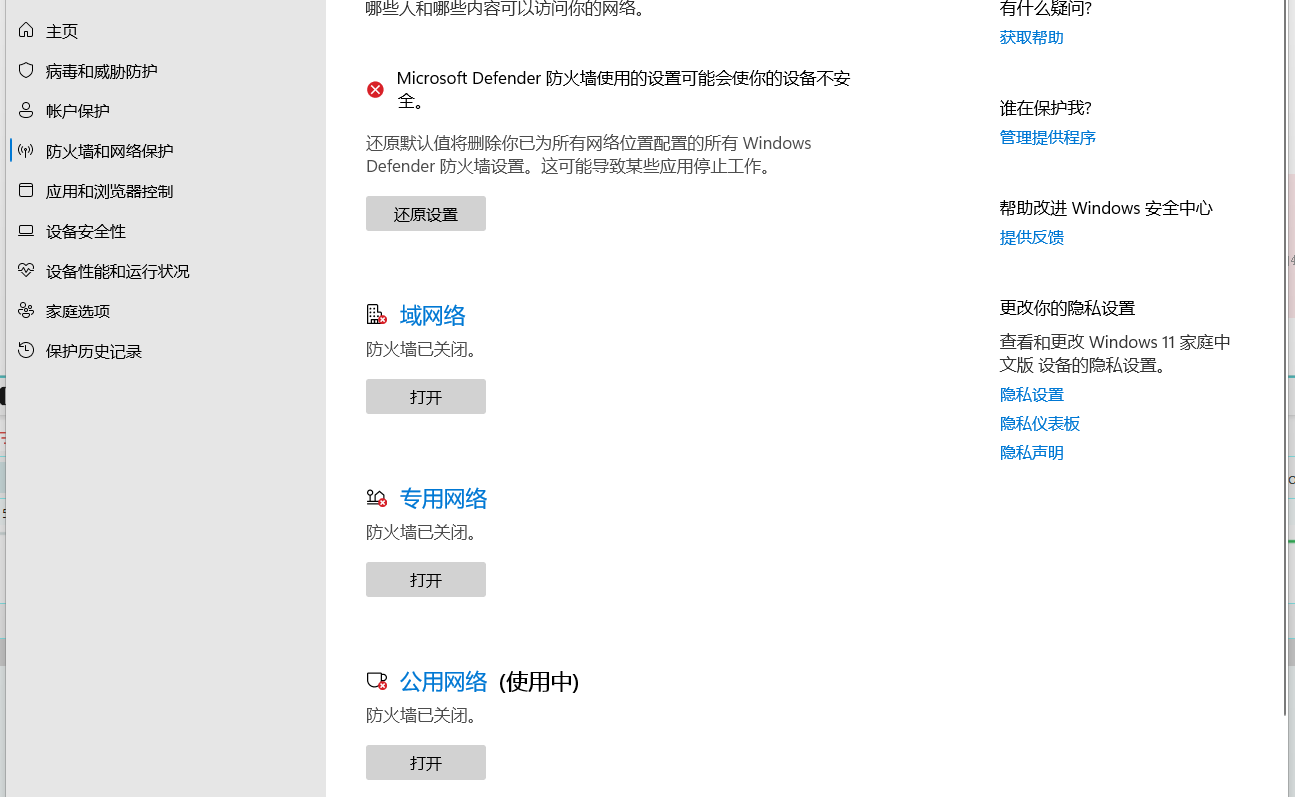 主页
病毒和威胁防护
帐户保护
防火墙和网络保护
应用和浏览器控制
设备安全性
设备性能和运行状况
家庭选项
保护历史记录
哪些人和哪些内容可以访问你的网络。
Microsoft Defender 防火墙使用的设置可能会使你的设备不安
全。
还原默认值将删除你已为所有网络位置配置的所有 Windows
Defender 防火墙设置。这可能导致某些应用停止工作。
还原设置
域网络
防火墙已关闭。
打开
专用网络
防火墙已关闭。
打开
公用网络 (使用中)
防火墙已关闭。
打开
有什么疑问?
获取帮助
谁在保护我?
管理提供程序
帮助改进 Windows 安全中心
提供反馈
更改你的隐私设置
查看和更改 Windows 11 家庭中
文版 设备的隐私设置。
隐私设置
隐私仪表板
隐私声明